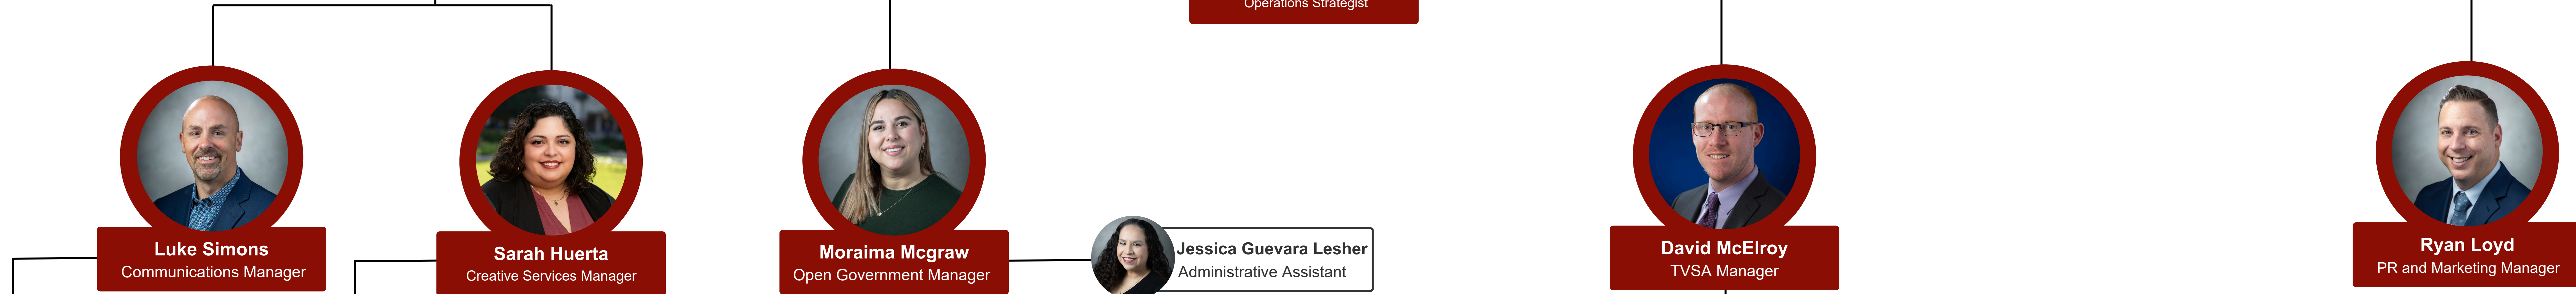 Operations Strategist
Luke Simons
Communications Manager
Sarah Huerta
Creative Services Manager
Moraima Mcgraw
Open Government Manager
Jessica Guevara Lesher
Administrative Assistant
David McElroy
TVSA Manager
Ryan Loyd
PR and Marketing Manager